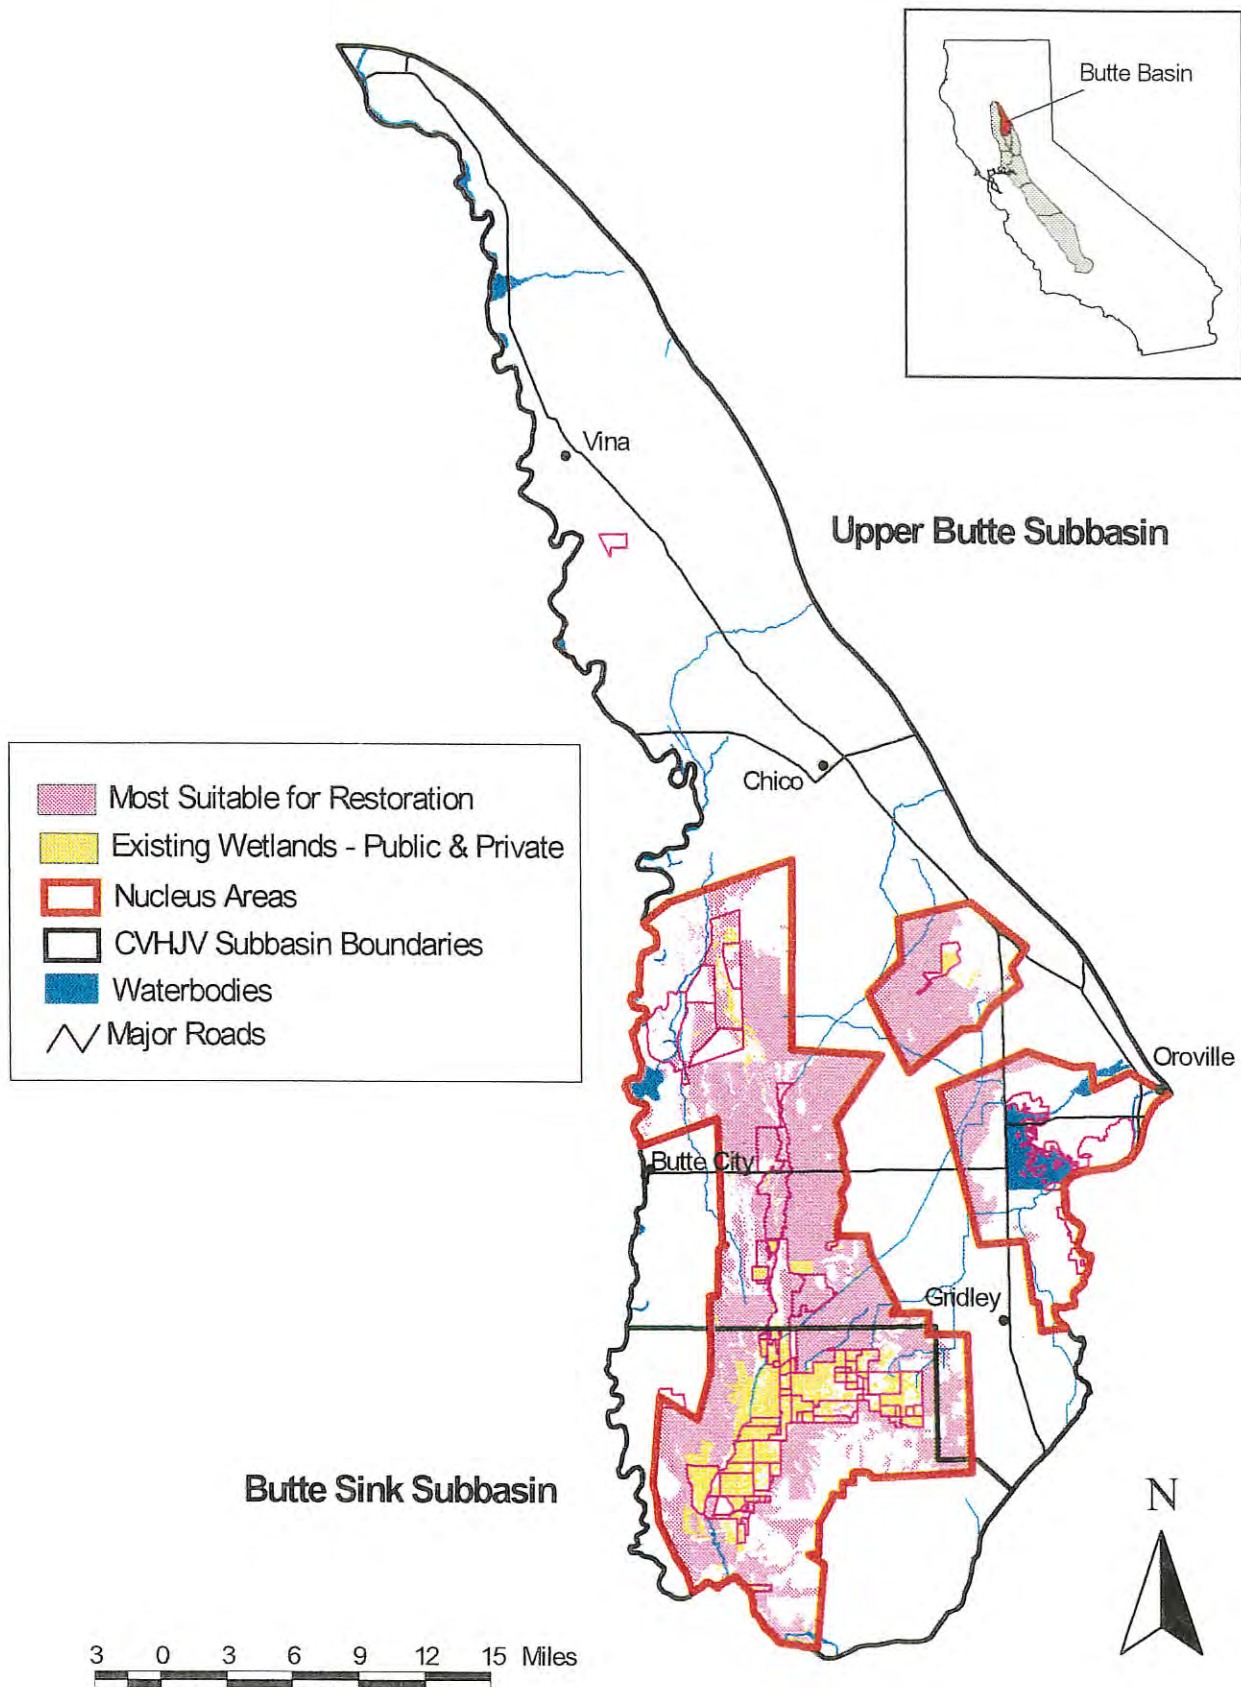 Butte Basin
Vina
Upper Butte Subbasin
Chico
Most Suitable for Restoration
Existing Wetlands - Public & Private
Nucleus Areas
CVHJV Subbasin Boundaries
Waterbodies
Major Roads
Oroville
Butte City
Gridley
Butte Sink Subbasin
N
3 0 3 6 9 12 15 Miles